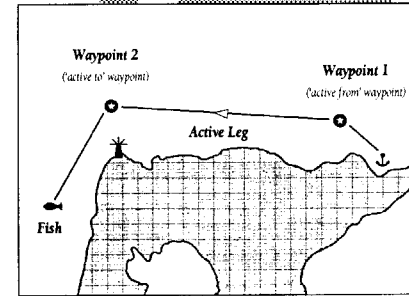 Waypoint 2
('active to' waypoint)
Waypoint 1
('active from' waypoint)
Active Leg
Fish